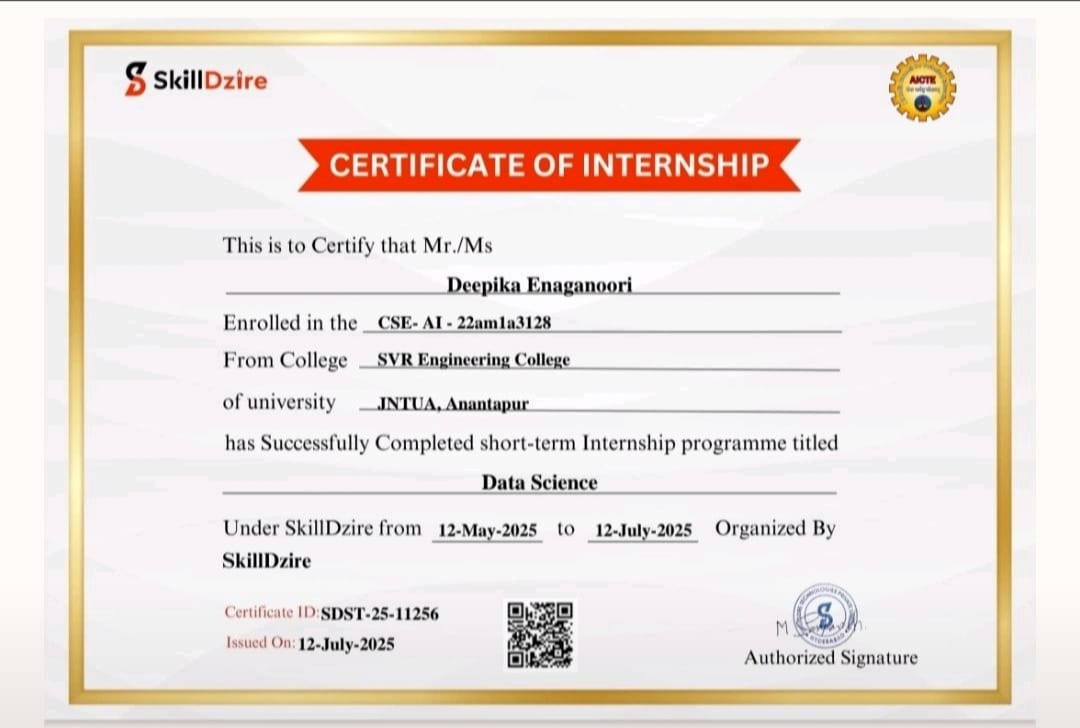 SkillDzire
AICTE
CERTIFICATE OF INTERNSHIP
This is to Certify that Mr./Ms
Deepika Enaganoori
Enrolled in the CSE- AI - 22am1a3128
From College SVR Engineering College
of university JNTUA, Anantapur
has Successfully Completed short-term Internship programme titled
Data Science
Under SkillDzire from 12-May-2025 to 12-July-2025 Organized By
SkillDzire
Certificate ID:SDST-25-11256
Issued On: 12-July-2025
HYDERABAD
Authorized Signature